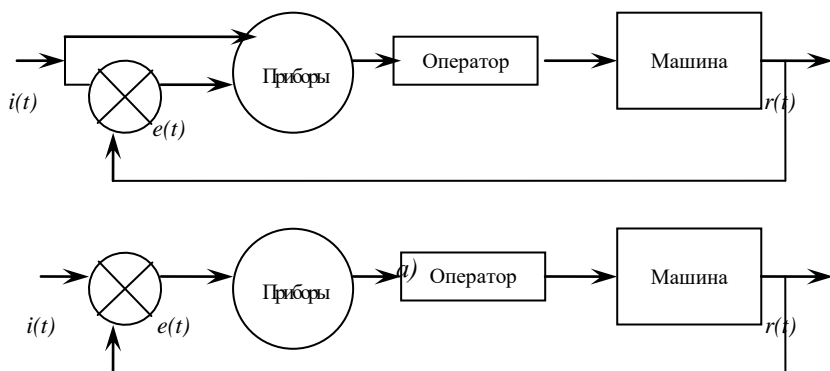 Приборы
Оператор
Машина
i(t)
e(t)
r(t)
а)
Приборы
Оператор
Машина
i(t)
e(t)
r(t)